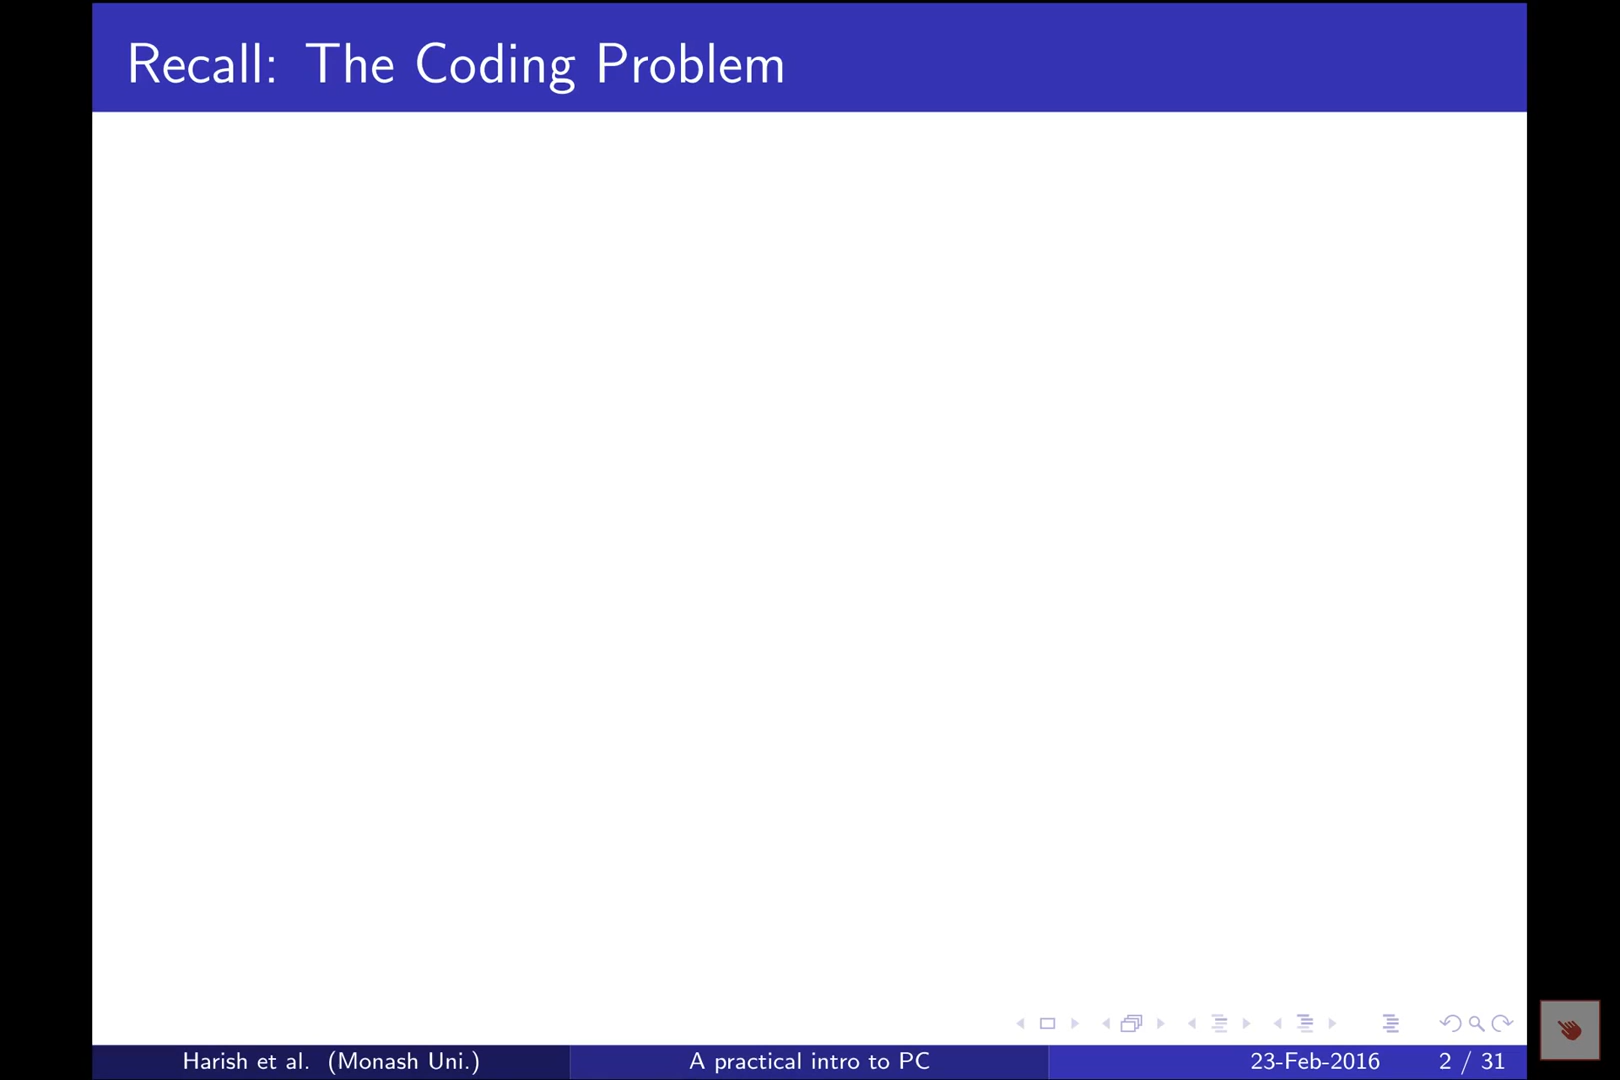 Recall: The Coding Problem
Harish et al. (Monash Uni.)
A practical intro to PC
23-Feb-2016
2 / 31